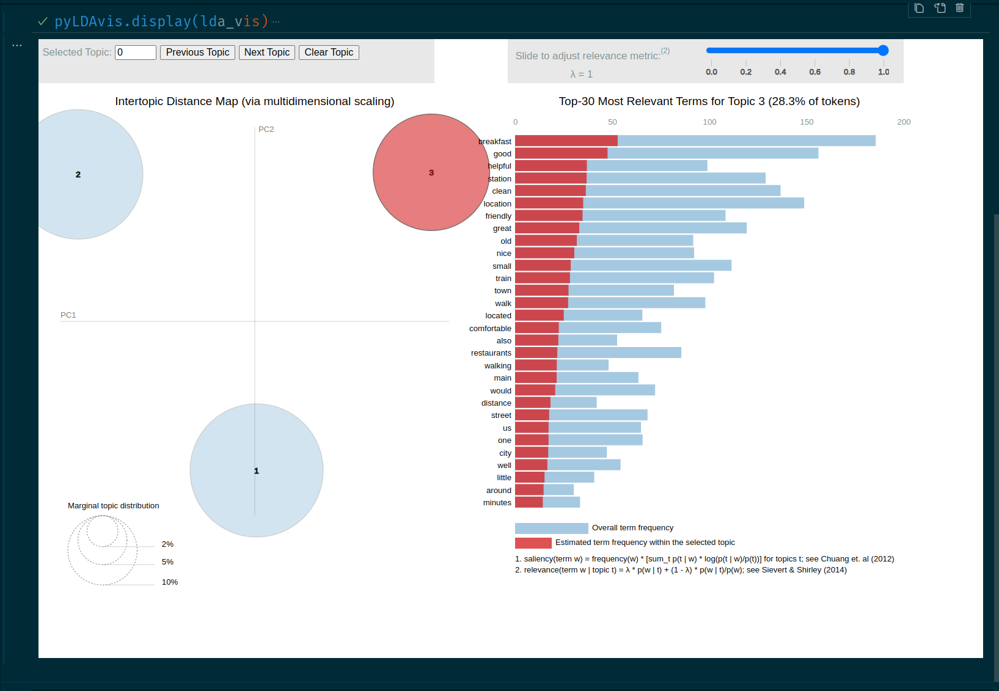 pyLDAvis.display(lda_vis) ...
Selected Topic: 0 Previous Topic Next Topic Clear Topic
Slide to adjust relevance metric:(2)
λ = 1
0.0 0.2 0.4 0.6 0.8 1.0
Intertopic Distance Map (via multidimensional scaling)
PC2
PC1
2
3
1
Marginal topic distribution
2%
5%
10%
Top-30 Most Relevant Terms for Topic 3 (28.3% of tokens)
0 50 100 150 200
breakfast
good
helpful
station
clean
location
friendly
great
old
nice
small
train
town
walk
located
comfortable
also
restaurants
walking
main
would
distance
street
us
one
city
well
little
around
minutes
Overall term frequency
Estimated term frequency within the selected topic
1. saliency(term w) = frequency(w) * [sum_t p(t | w) * log(p(t | w)/p(t))] for topics t; see Chuang et. al (2012)
2. relevance(term w | topic t) = λ * p(w | t) + (1 - λ) * p(w | t)/p(w); see Sievert & Shirley (2014)